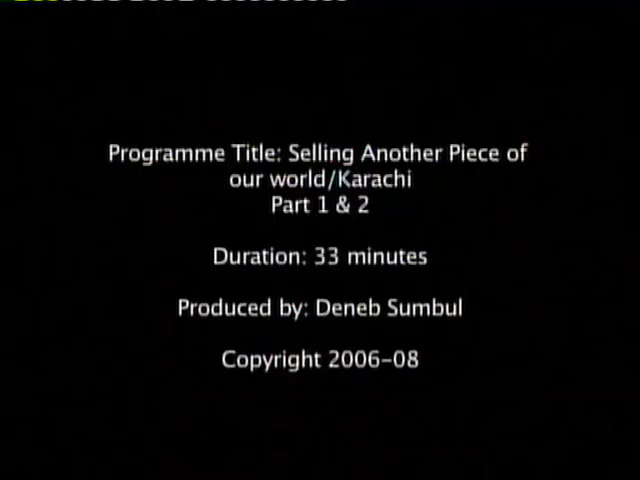 Programme Title: Selling Another Piece of
our world/Karachi
Part 1 & 2
Duration: 33 minutes
Produced by: Deneb Sumbul
Copyright 2006-08